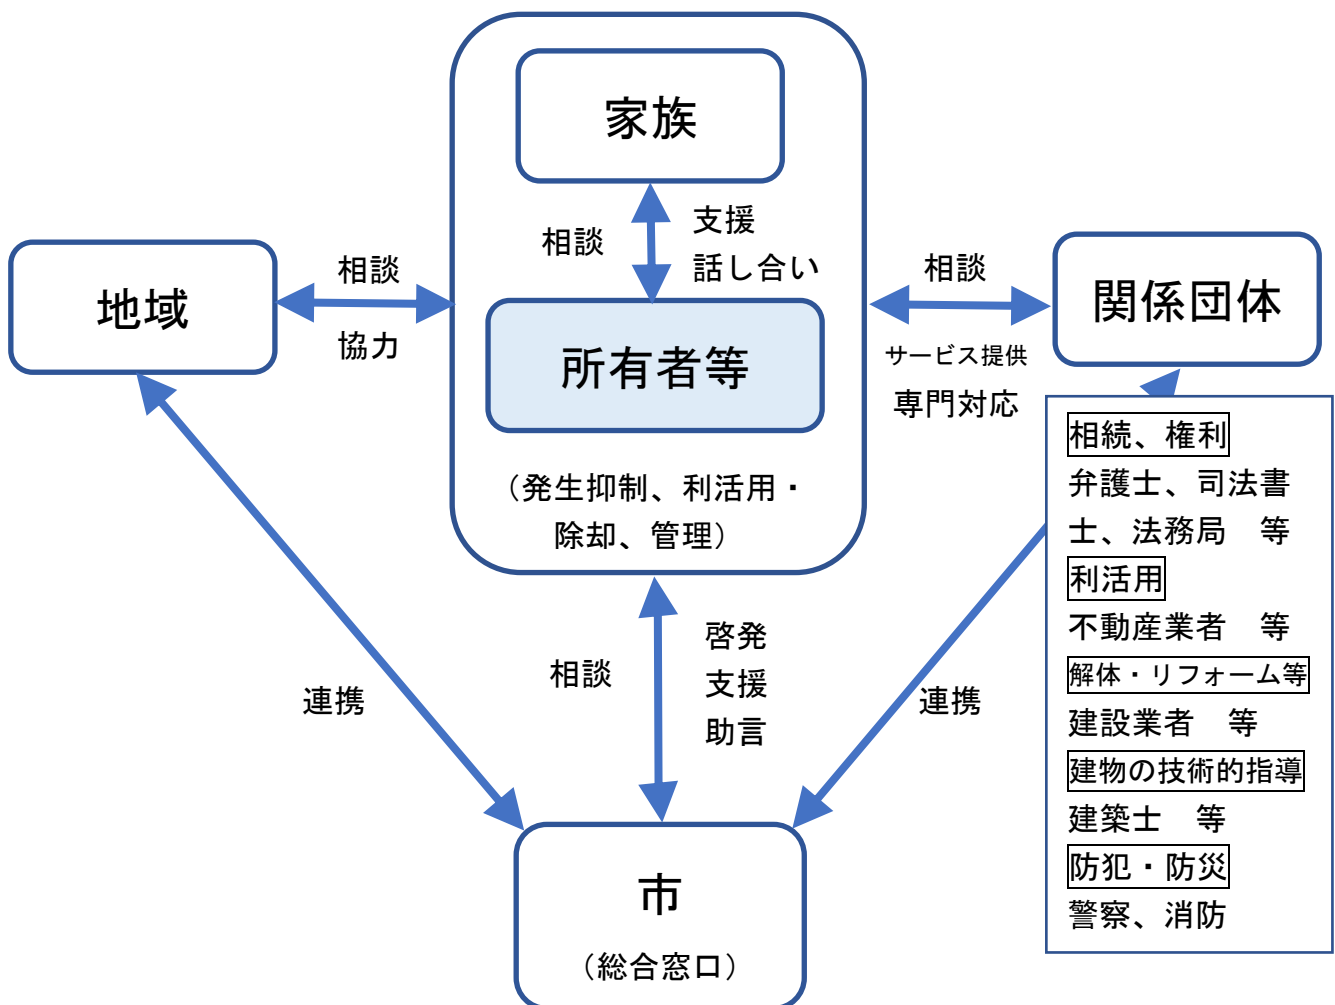 家族
相談
支援
話し合い
地域
相談
協力
所有者等
（発生抑制、利活用・
除却、管理）
相談
サービス提供
専門対応
関係団体
相続、権利
弁護士、司法書
士、法務局　等
利活用
不動産業者　等
解体・リフォーム等
建設業者　等
建物の技術的指導
建築士　等
防犯・防災
警察、消防
連携
相談
啓発
支援
助言
連携
市
（総合窓口）